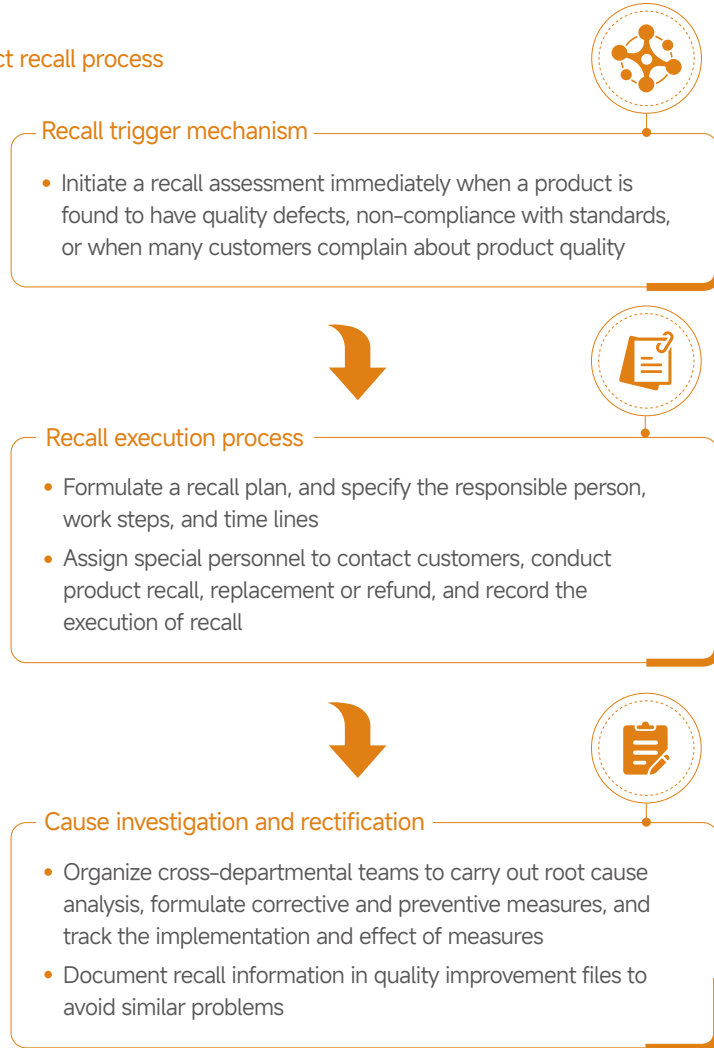 ct recall process
Recall trigger mechanism
• Initiate a recall assessment immediately when a product is
found to have quality defects, non-compliance with standards,
or when many customers complain about product quality
Recall execution process
• Formulate a recall plan, and specify the responsible person,
work steps, and time lines
• Assign special personnel to contact customers, conduct
product recall, replacement or refund, and record the
execution of recall
Cause investigation and rectification
• Organize cross-departmental teams to carry out root cause
analysis, formulate corrective and preventive measures, and
track the implementation and effect of measures
• Document recall information in quality improvement files to
avoid similar problems